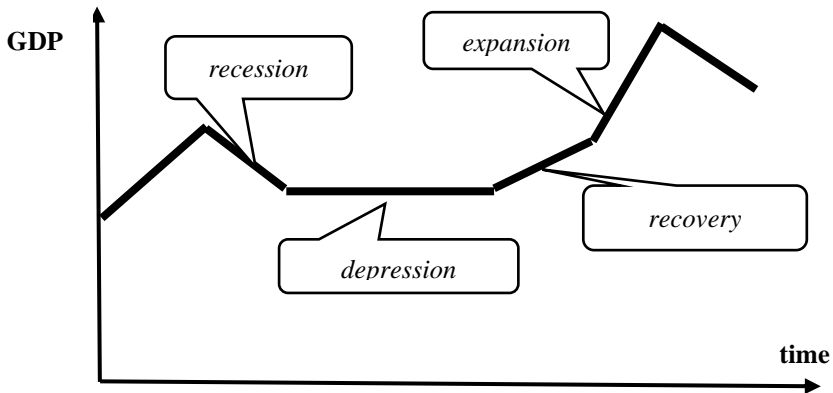 GDP
recession
expansion
recovery
depression
time